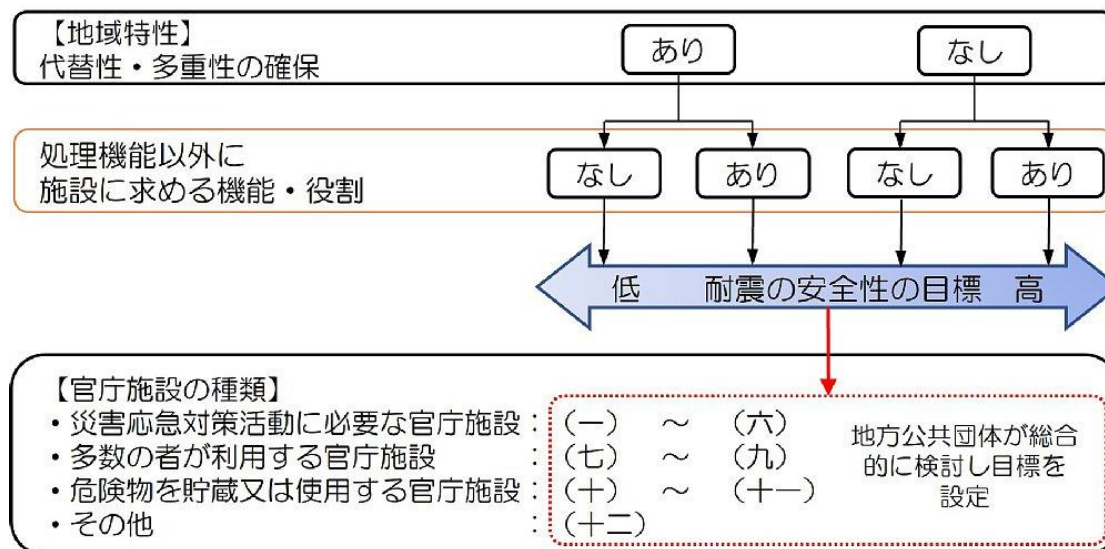 【地域特性】
代替性・多重性の確保
あり
なし
処理機能以外に
施設に求める機能・役割
なし
あり
なし
あり
低 耐震の安全性の目標 高
【官庁施設の種類】
・災害応急対策活動に必要な官庁施設：（一） ～ （六）
・多数の者が利用する官庁施設 ：（七） ～ （九）
・危険物を貯蔵又は使用する官庁施設：（十） ～ （十一）
・その他 ：（十二）
地方公共団体が総合
的に検討し目標を
設定